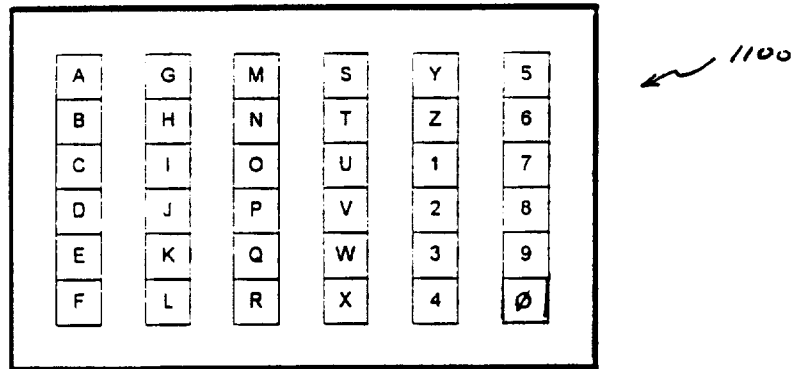 A G M S Y 5
B H N T Z 6
C I O U 1 7
D J P V 2 8
E K Q W 3 9
F L R X 4 Ø
1100